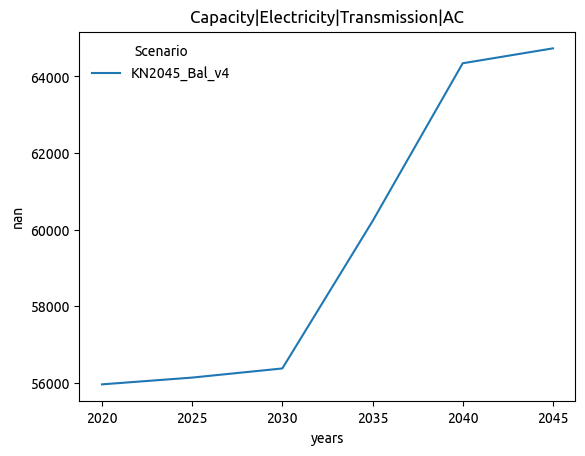 Capacity|Electricity|Transmission|AC
Scenario
KN2045_Bal_v4
64000
62000
60000
58000
56000
nan
2020 2025 2030 2035 2040 2045
years